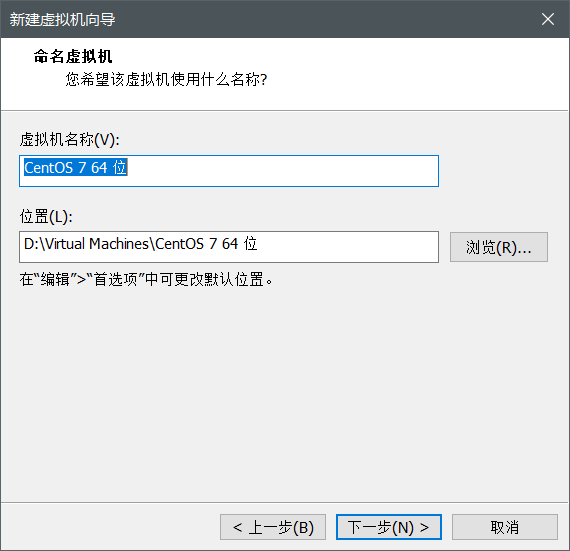 新建虚拟机向导
命名虚拟机
您希望该虚拟机使用什么名称?
虚拟机名称(V):
CentOS 7 64 位
位置(L):
D:\Virtual Machines\CentOS 7 64 位
浏览(R)...
在“编辑”>“首选项”中可更改默认位置。
< 上一步(B)
下一步(N) >
取消